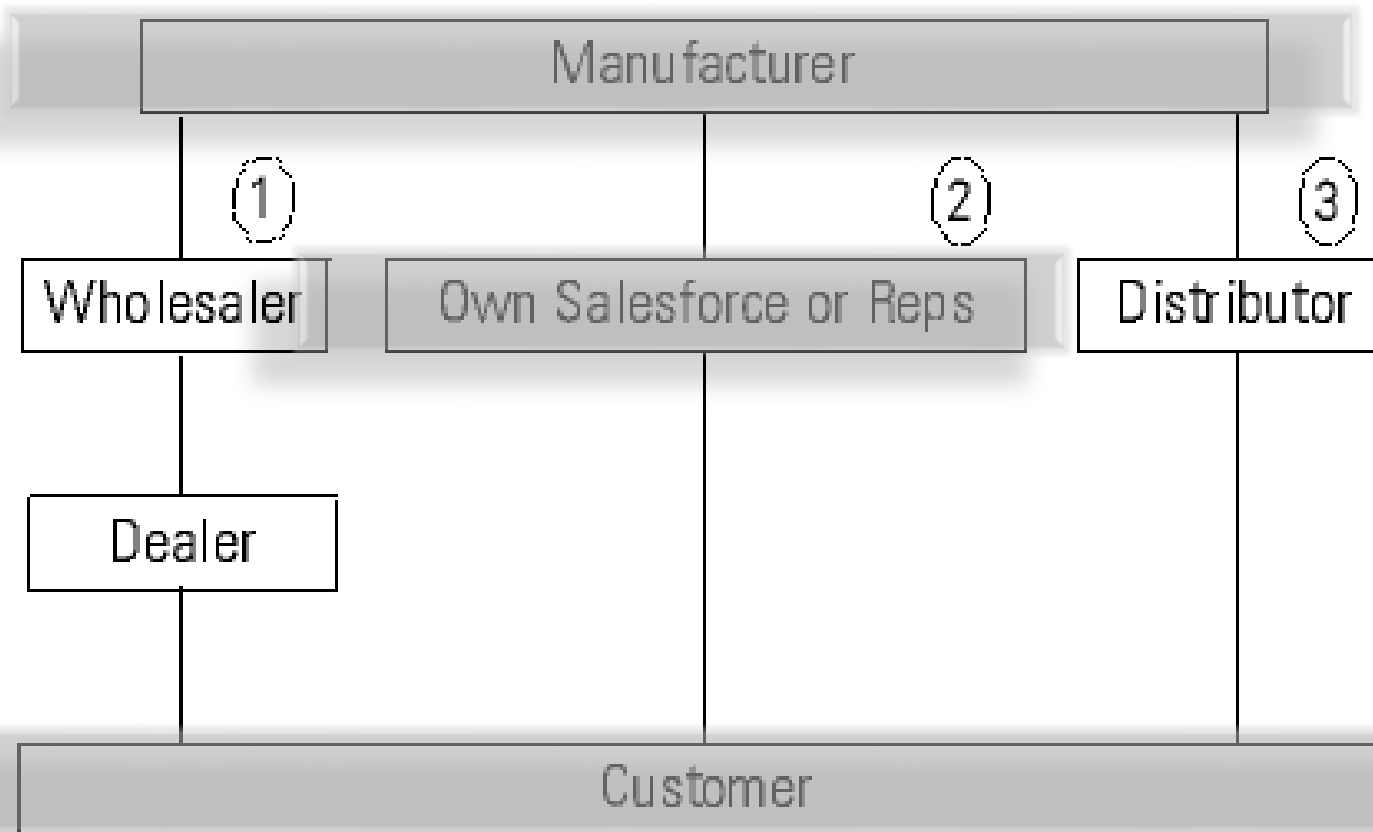 Manufacturer
1
2
3
Wholesaler
Own Salesforce or Reps
Distributor
Dealer
Customer